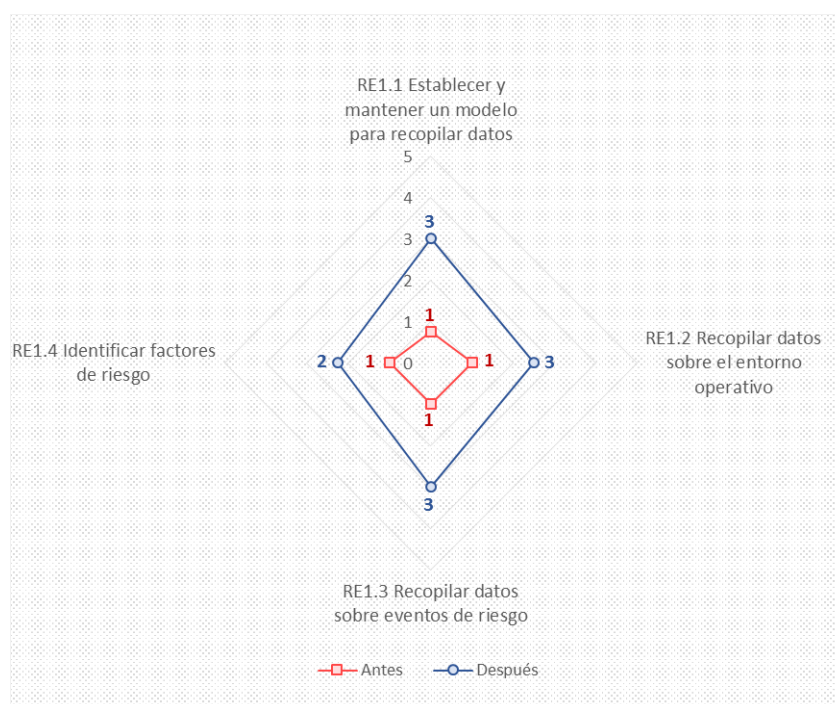 RE1.1 Establecer y
mantener un modelo
para recopilar datos
5
4
3
3
2
1
1
0
RE1.4 Identificar factores
de riesgo
2
1
1
3
RE1.2 Recopilar datos
sobre el entorno
operativo
1
3
RE1.3 Recopilar datos
sobre eventos de riesgo
Antes
Después